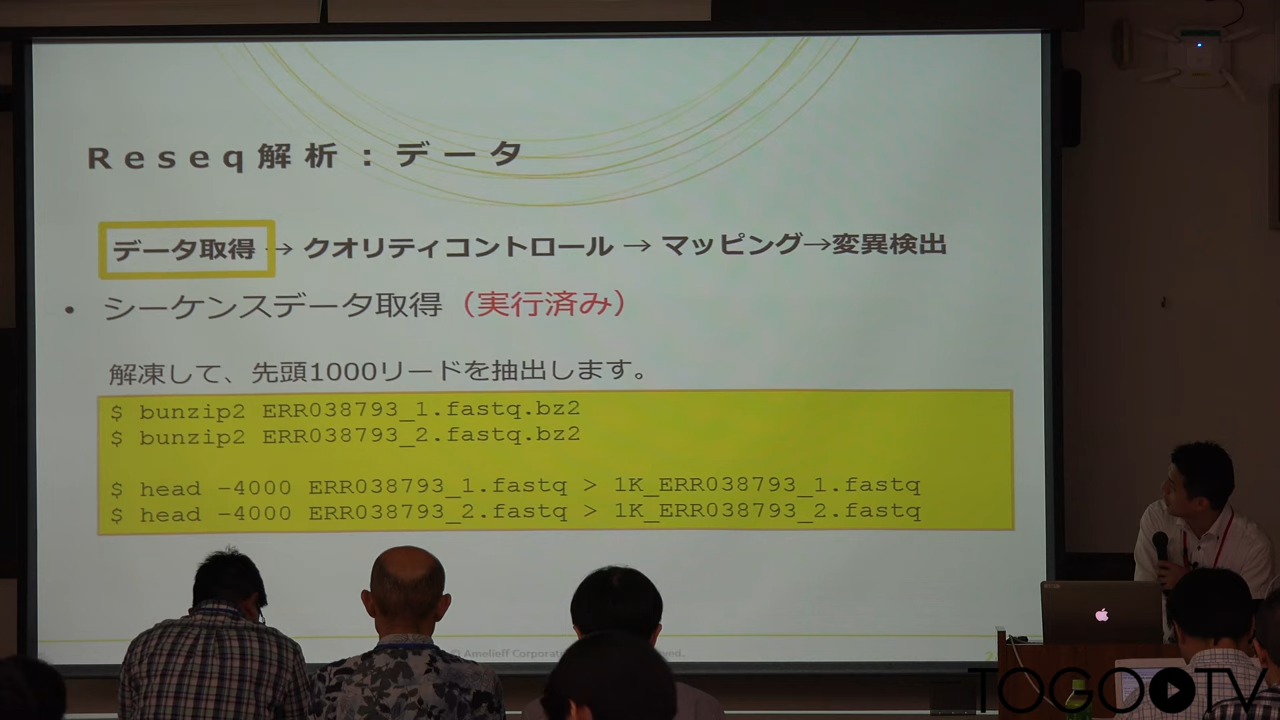 Reseq解析：データ
データ取得 → クオリティコントロール → マッピング→変異検出
• シーケンスデータ取得（実行済み）
解凍して、先頭1000リードを抽出します。
$ bunzip2 ERR038793_1.fastq.bz2
$ bunzip2 ERR038793_2.fastq.bz2
$ head -4000 ERR038793_1.fastq > 1K_ERR038793_1.fastq
$ head -4000 ERR038793_2.fastq > 1K_ERR038793_2.fastq
© Amelieff
TOGO TV